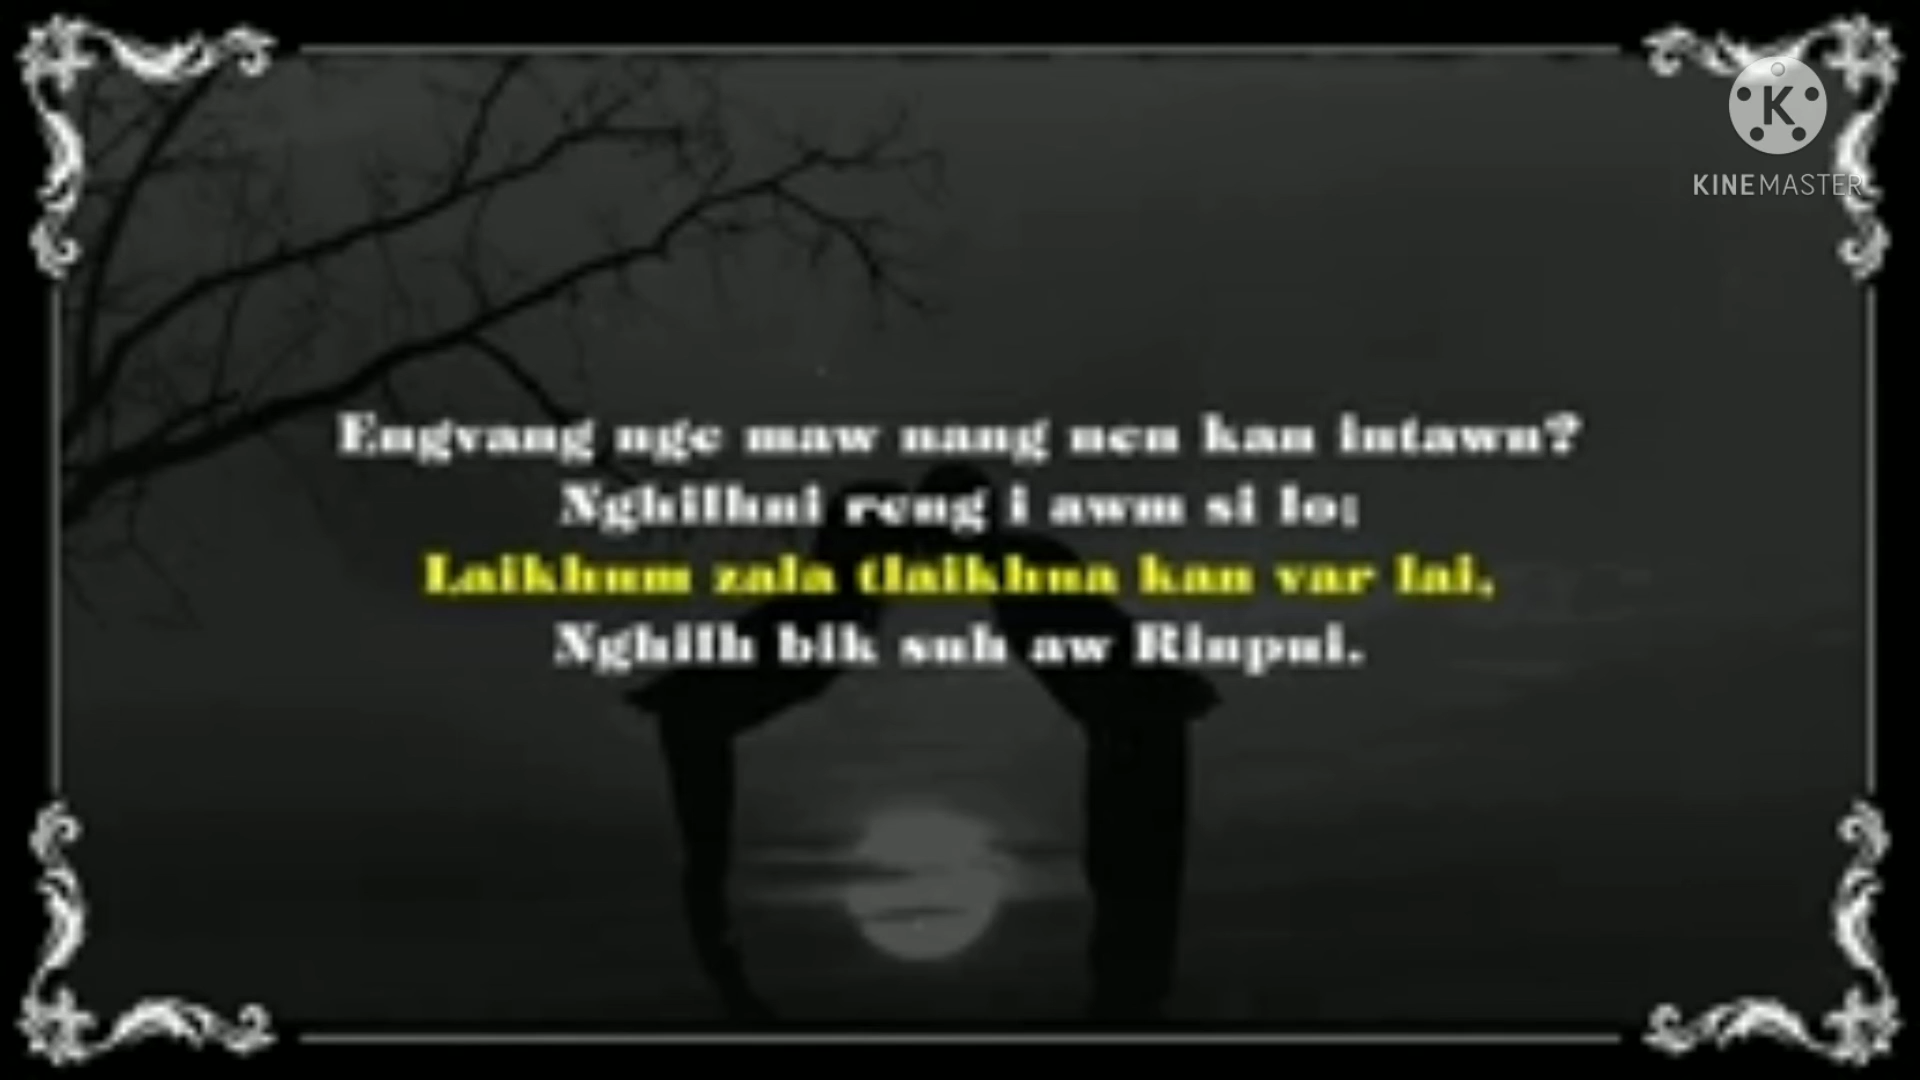 KINEMASTER
Engvang nge maw nang nen kan intawn?
Nghilhni reng i awm si lo;
Laikhum zala tlaikhua kan var lai,
Nghilh bik suh aw Rinpui.